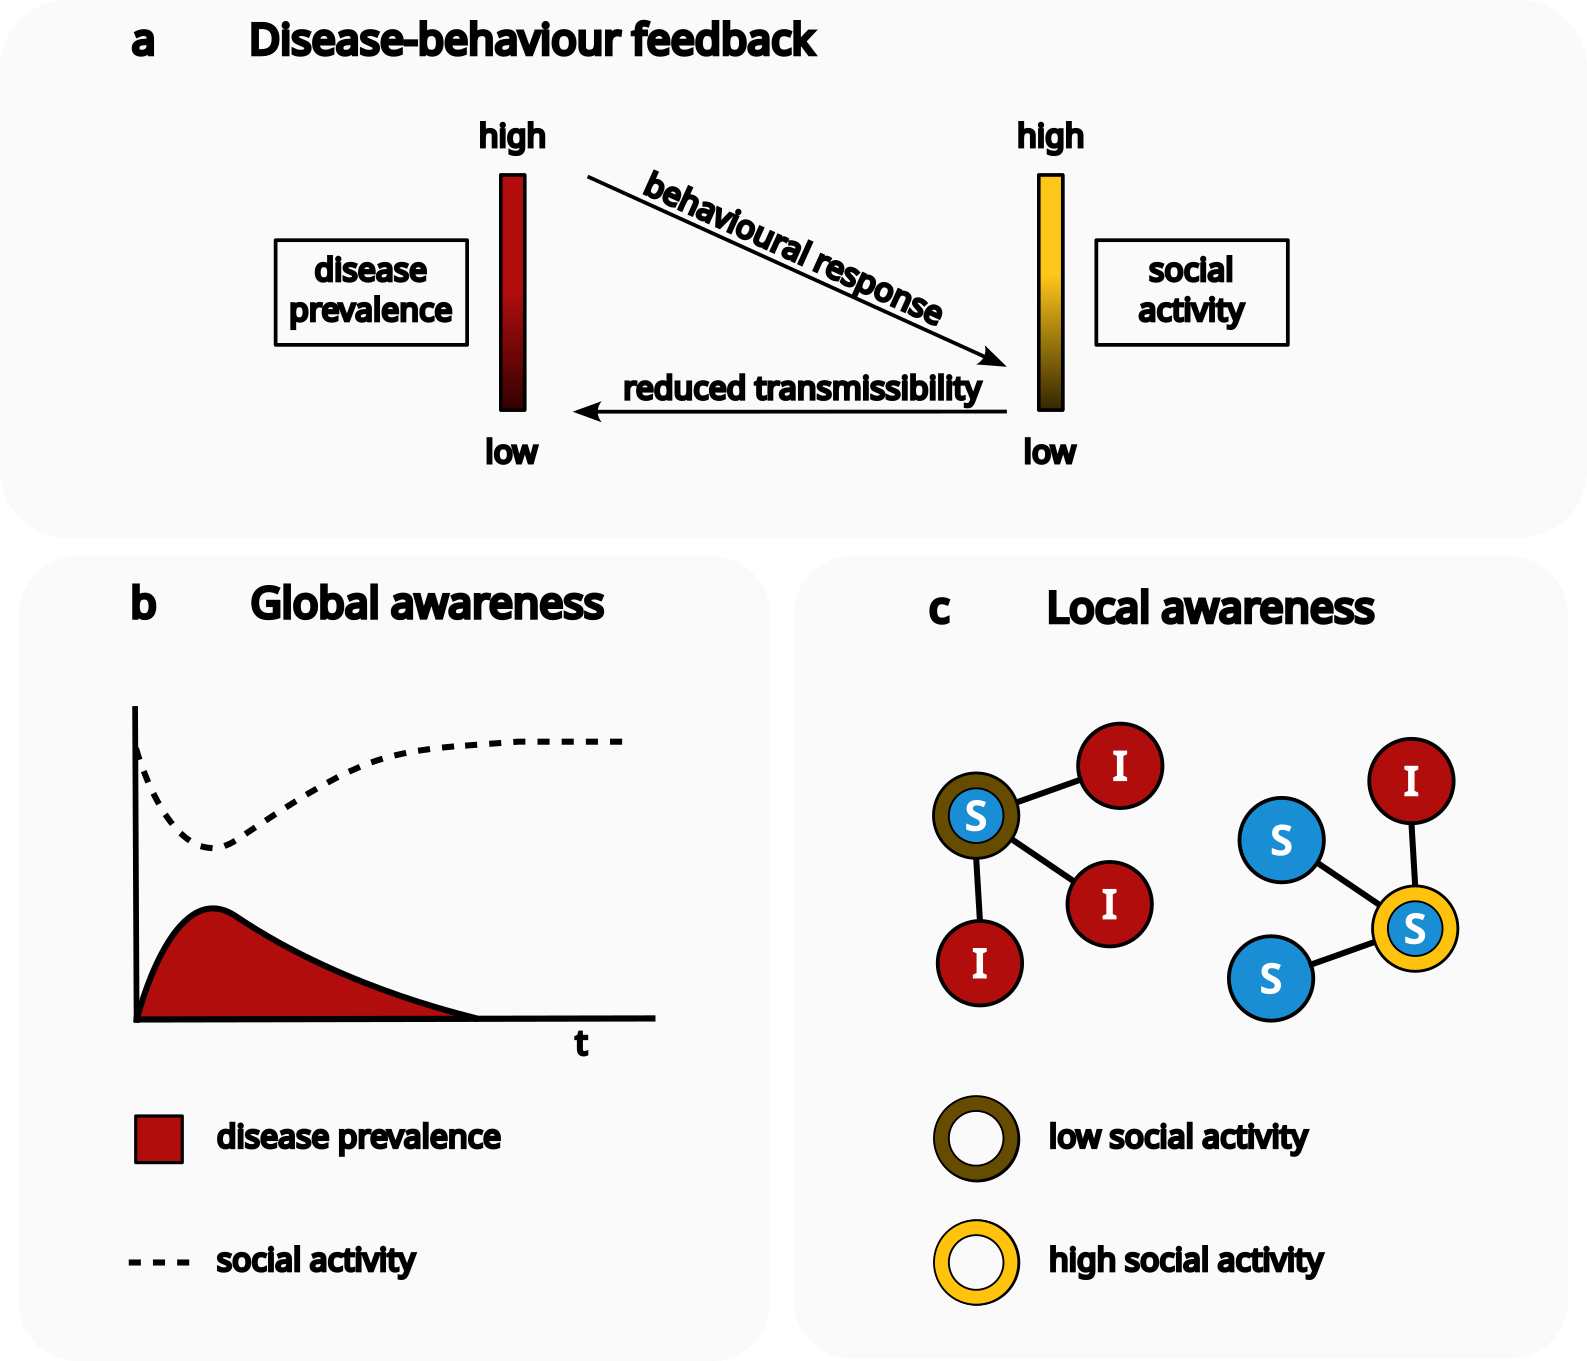 a Disease-behaviour feedback
high
high
behavioural response
disease
prevalence
social
activity
reduced transmissibility
low
low
b Global awareness
t
disease prevalence
social activity
c Local awareness
I
I
S
S
I
I
S
S
I
low social activity
high social activity